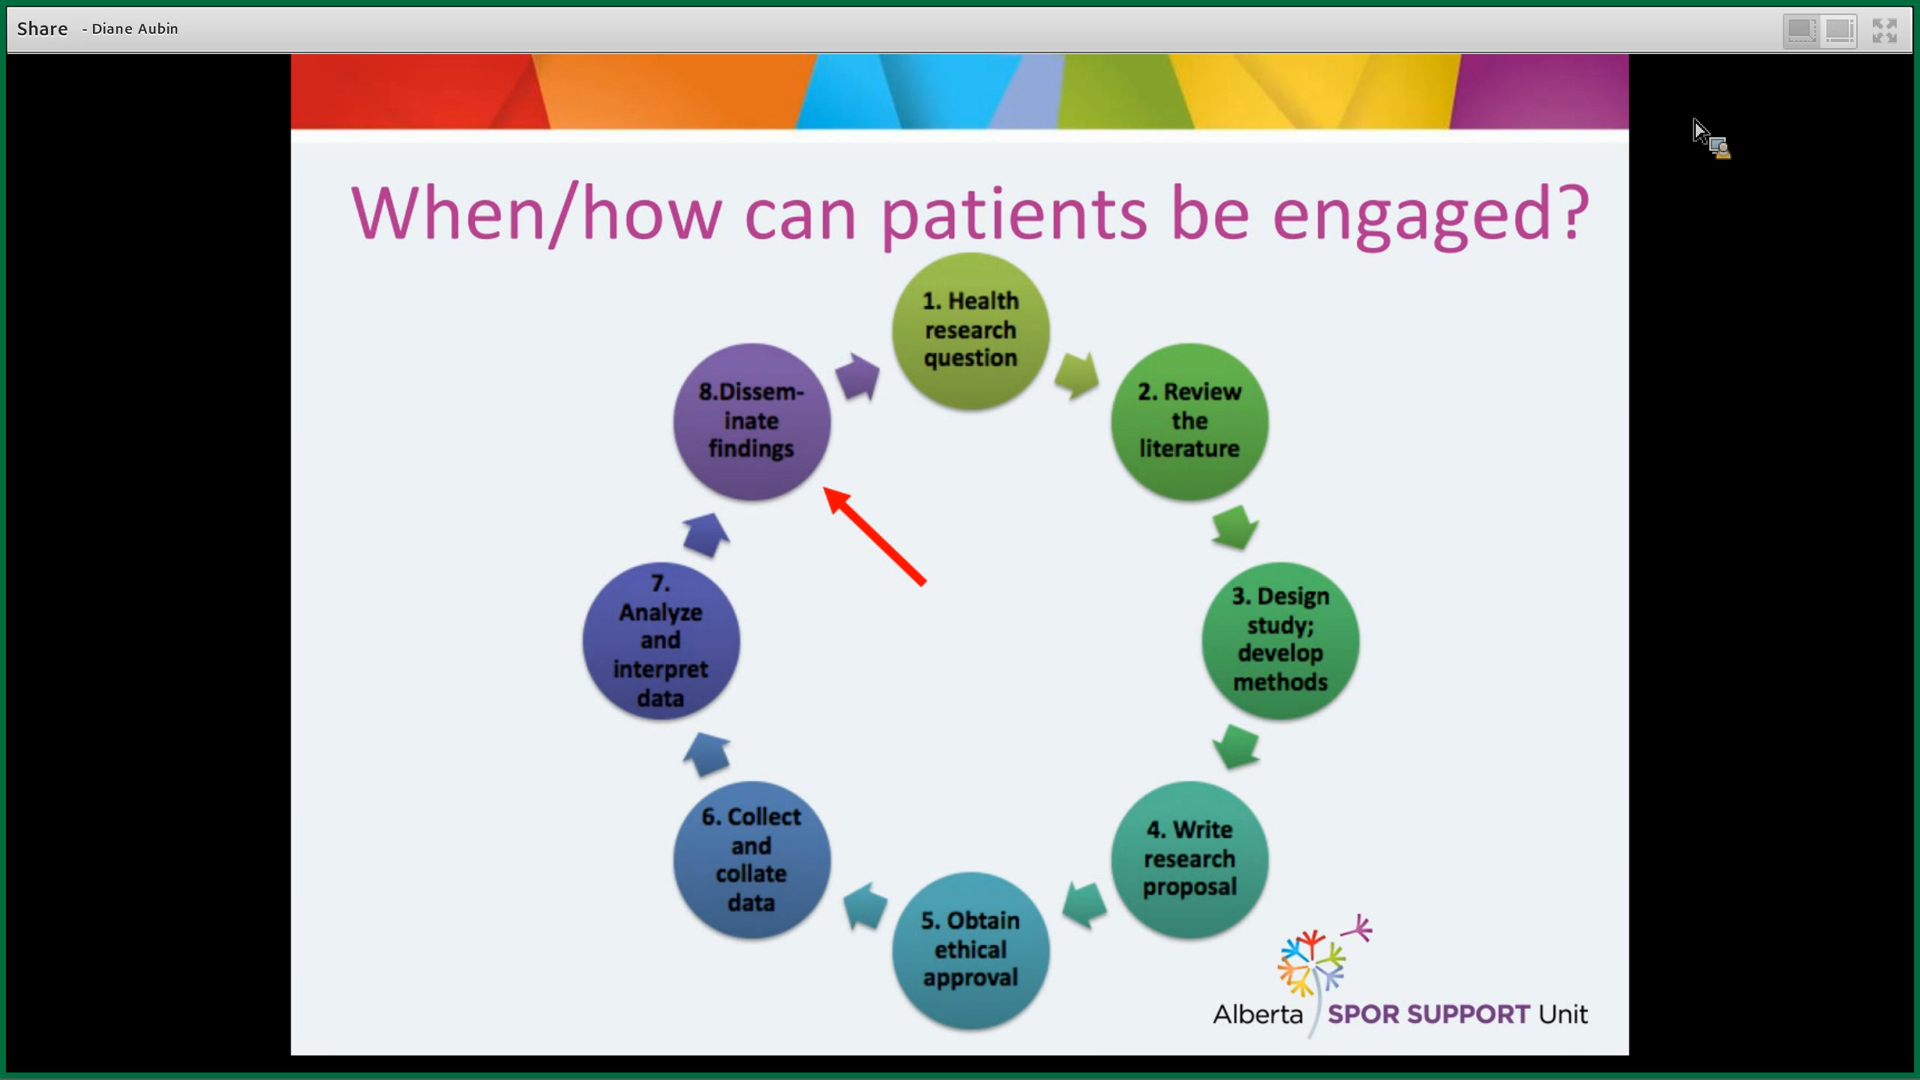 Share - Diane Aubin
When/how can patients be engaged?
1. Health
research
question
2. Review
the
literature
3. Design
study;
develop
methods
4. Write
research
proposal
5. Obtain
ethical
approval
6. Collect
and
collate
data
7.
Analyze
and
interpret
data
8.Dissem-
inate
findings
Alberta SPOR SUPPORT Unit